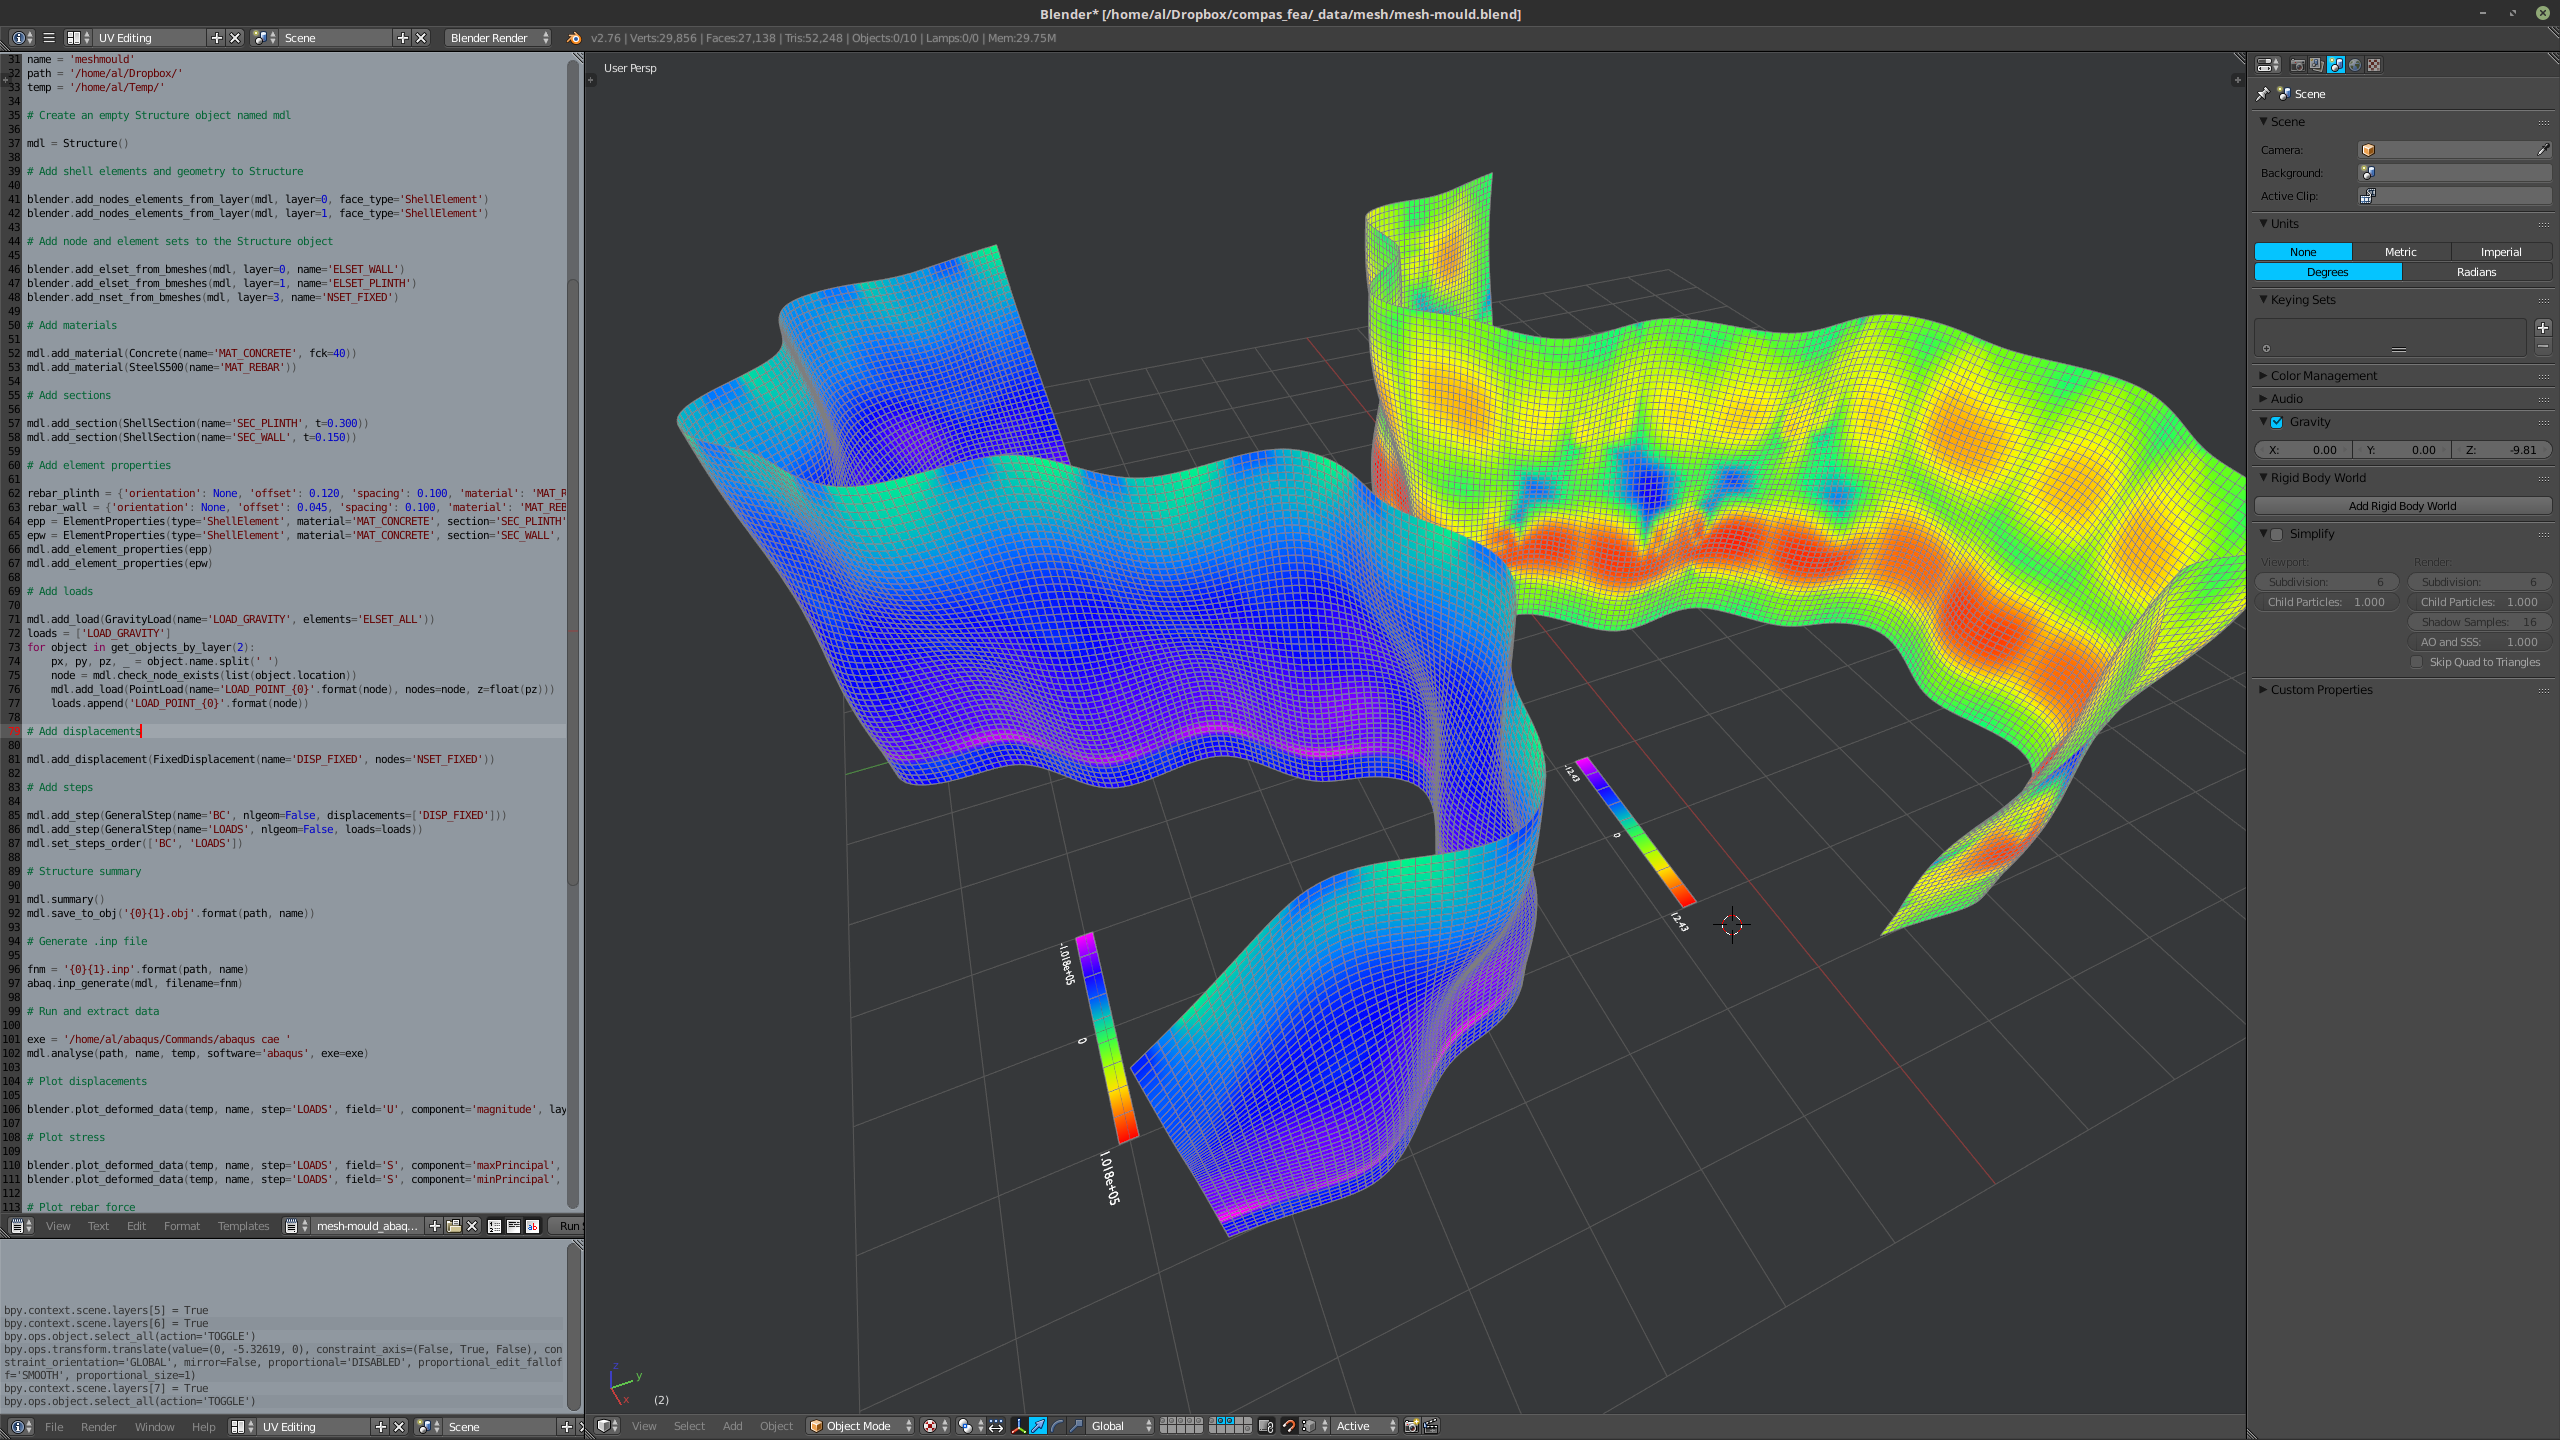 Blender* [/home/al/Dropbox/compas_fea/_data/mesh/mesh-mould.blend]
UV Editing
Scene
Blender Render
v2.76 | Verts:29,856 | Faces:27,138 | Tris:52,248 | Objects:0/10 | Lamps:0/0 | Mem:29.75M
31 name = 'meshmould'
32 path = '/home/al/Dropbox/'
33 temp = '/home/al/Temp/'
34
35 # Create an empty Structure object named mdl
36
37 mdl = Structure()
38
39 # Add shell elements and geometry to Structure
40
41 blender.add_nodes_elements_from_layer(mdl, layer=0, face_type='ShellElement')
42 blender.add_nodes_elements_from_layer(mdl, layer=1, face_type='ShellElement')
43
44 # Add node and element sets to the Structure object
45
46 blender.add_elset_from_bmeshes(mdl, layer=0, name='ELSET_WALL')
47 blender.add_elset_from_bmeshes(mdl, layer=1, name='ELSET_PLINTH')
48 blender.add_nset_from_bmeshes(mdl, layer=3, name='NSET_FIXED')
49
50 # Add materials
51
52 mdl.add_material(Concrete(name='MAT_CONCRETE', fck=40))
53 mdl.add_material(SteelS500(name='MAT_REBAR'))
54
55 # Add sections
56
57 mdl.add_section(ShellSection(name='SEC_PLINTH', t=0.300))
58 mdl.add_section(ShellSection(name='SEC_WALL', t=0.150))
59
60 # Add element properties
61
62 rebar_plinth = {'orientation': None, 'offset': 0.120, 'spacing': 0.100, 'material': 'MAT_R
63 rebar_wall = {'orientation': None, 'offset': 0.045, 'spacing': 0.100, 'material': 'MAT_REB
64 epp = ElementProperties(type='ShellElement', material='MAT_CONCRETE', section='SEC_PLINTH'
65 epw = ElementProperties(type='ShellElement', material='MAT_CONCRETE', section='SEC_WALL',
66 mdl.add_element_properties(epp)
67 mdl.add_element_properties(epw)
68
69 # Add loads
70
71 mdl.add_load(GravityLoad(name='LOAD_GRAVITY', elements='ELSET_ALL'))
72 loads = ['LOAD_GRAVITY']
73 for object in get_objects_by_layer(2):
74     px, py, pz, _ = object.name.split(' ')
75     node = mdl.check_node_exists(list(object.location))
76     mdl.add_load(PointLoad(name='LOAD_POINT_{0}'.format(node), nodes=node, z=float(pz)))
77     loads.append('LOAD_POINT_{0}'.format(node))
78
79 # Add displacements
80
81 mdl.add_displacement(FixedDisplacement(name='DISP_FIXED', nodes='NSET_FIXED'))
82
83 # Add steps
84
85 mdl.add_step(GeneralStep(name='BC', nlgeom=False, displacements=['DISP_FIXED']))
86 mdl.add_step(GeneralStep(name='LOADS', nlgeom=False, loads=loads))
87 mdl.set_steps_order(['BC', 'LOADS'])
88
89 # Structure summary
90
91 mdl.summary()
92 mdl.save_to_obj('{0}{1}.obj'.format(path, name))
93
94 # Generate .inp file
95
96 fnm = '{0}{1}.inp'.format(path, name)
97 abaq.inp_generate(mdl, filename=fnm)
98
99 # Run and extract data
100
101 exe = '/home/al/abaqus/Commands/abaqus cae '
102 mdl.analyse(path, name, temp, software='abaqus', exe=exe)
103
104 # Plot displacements
105
106 blender.plot_deformed_data(temp, name, step='LOADS', field='U', component='magnitude', lay
107
108 # Plot stress
109
110 blender.plot_deformed_data(temp, name, step='LOADS', field='S', component='maxPrincipal',
111 blender.plot_deformed_data(temp, name, step='LOADS', field='S', component='minPrincipal',
112
113 # Plot rebar force
View Text Edit Format Templates mesh-mould_abaq... Run S
bpy.context.scene.layers[5] = True
bpy.context.scene.layers[6] = True
bpy.ops.object.select_all(action='TOGGLE')
bpy.ops.transform.translate(value=(0, -5.32619, 0), constraint_axis=(False, True, False), con
straint_orientation='GLOBAL', mirror=False, proportional='DISABLED', proportional_edit_fallof
f='SMOOTH', proportional_size=1)
bpy.context.scene.layers[7] = True
bpy.ops.object.select_all(action='TOGGLE')
File Render Window Help UV Editing Scene
User Persp
-12.43
0
12.43
-1.018e+05
0
1.018e+05
z
y
x
(2)
View Select Add Object Object Mode Global Active
Scene
Scene
Camera:
Background:
Active Clip:
Units
None Metric Imperial
Degrees Radians
Keying Sets
Color Management
Audio
Gravity
X: 0.00 Y: 0.00 Z: -9.81
Rigid Body World
Add Rigid Body World
Simplify
Viewport: Render:
Subdivision: 6 Subdivision: 6
Child Particles: 1.000 Child Particles: 1.000
Shadow Samples: 16
AO and SSS: 1.000
Skip Quad to Triangles
Custom Properties